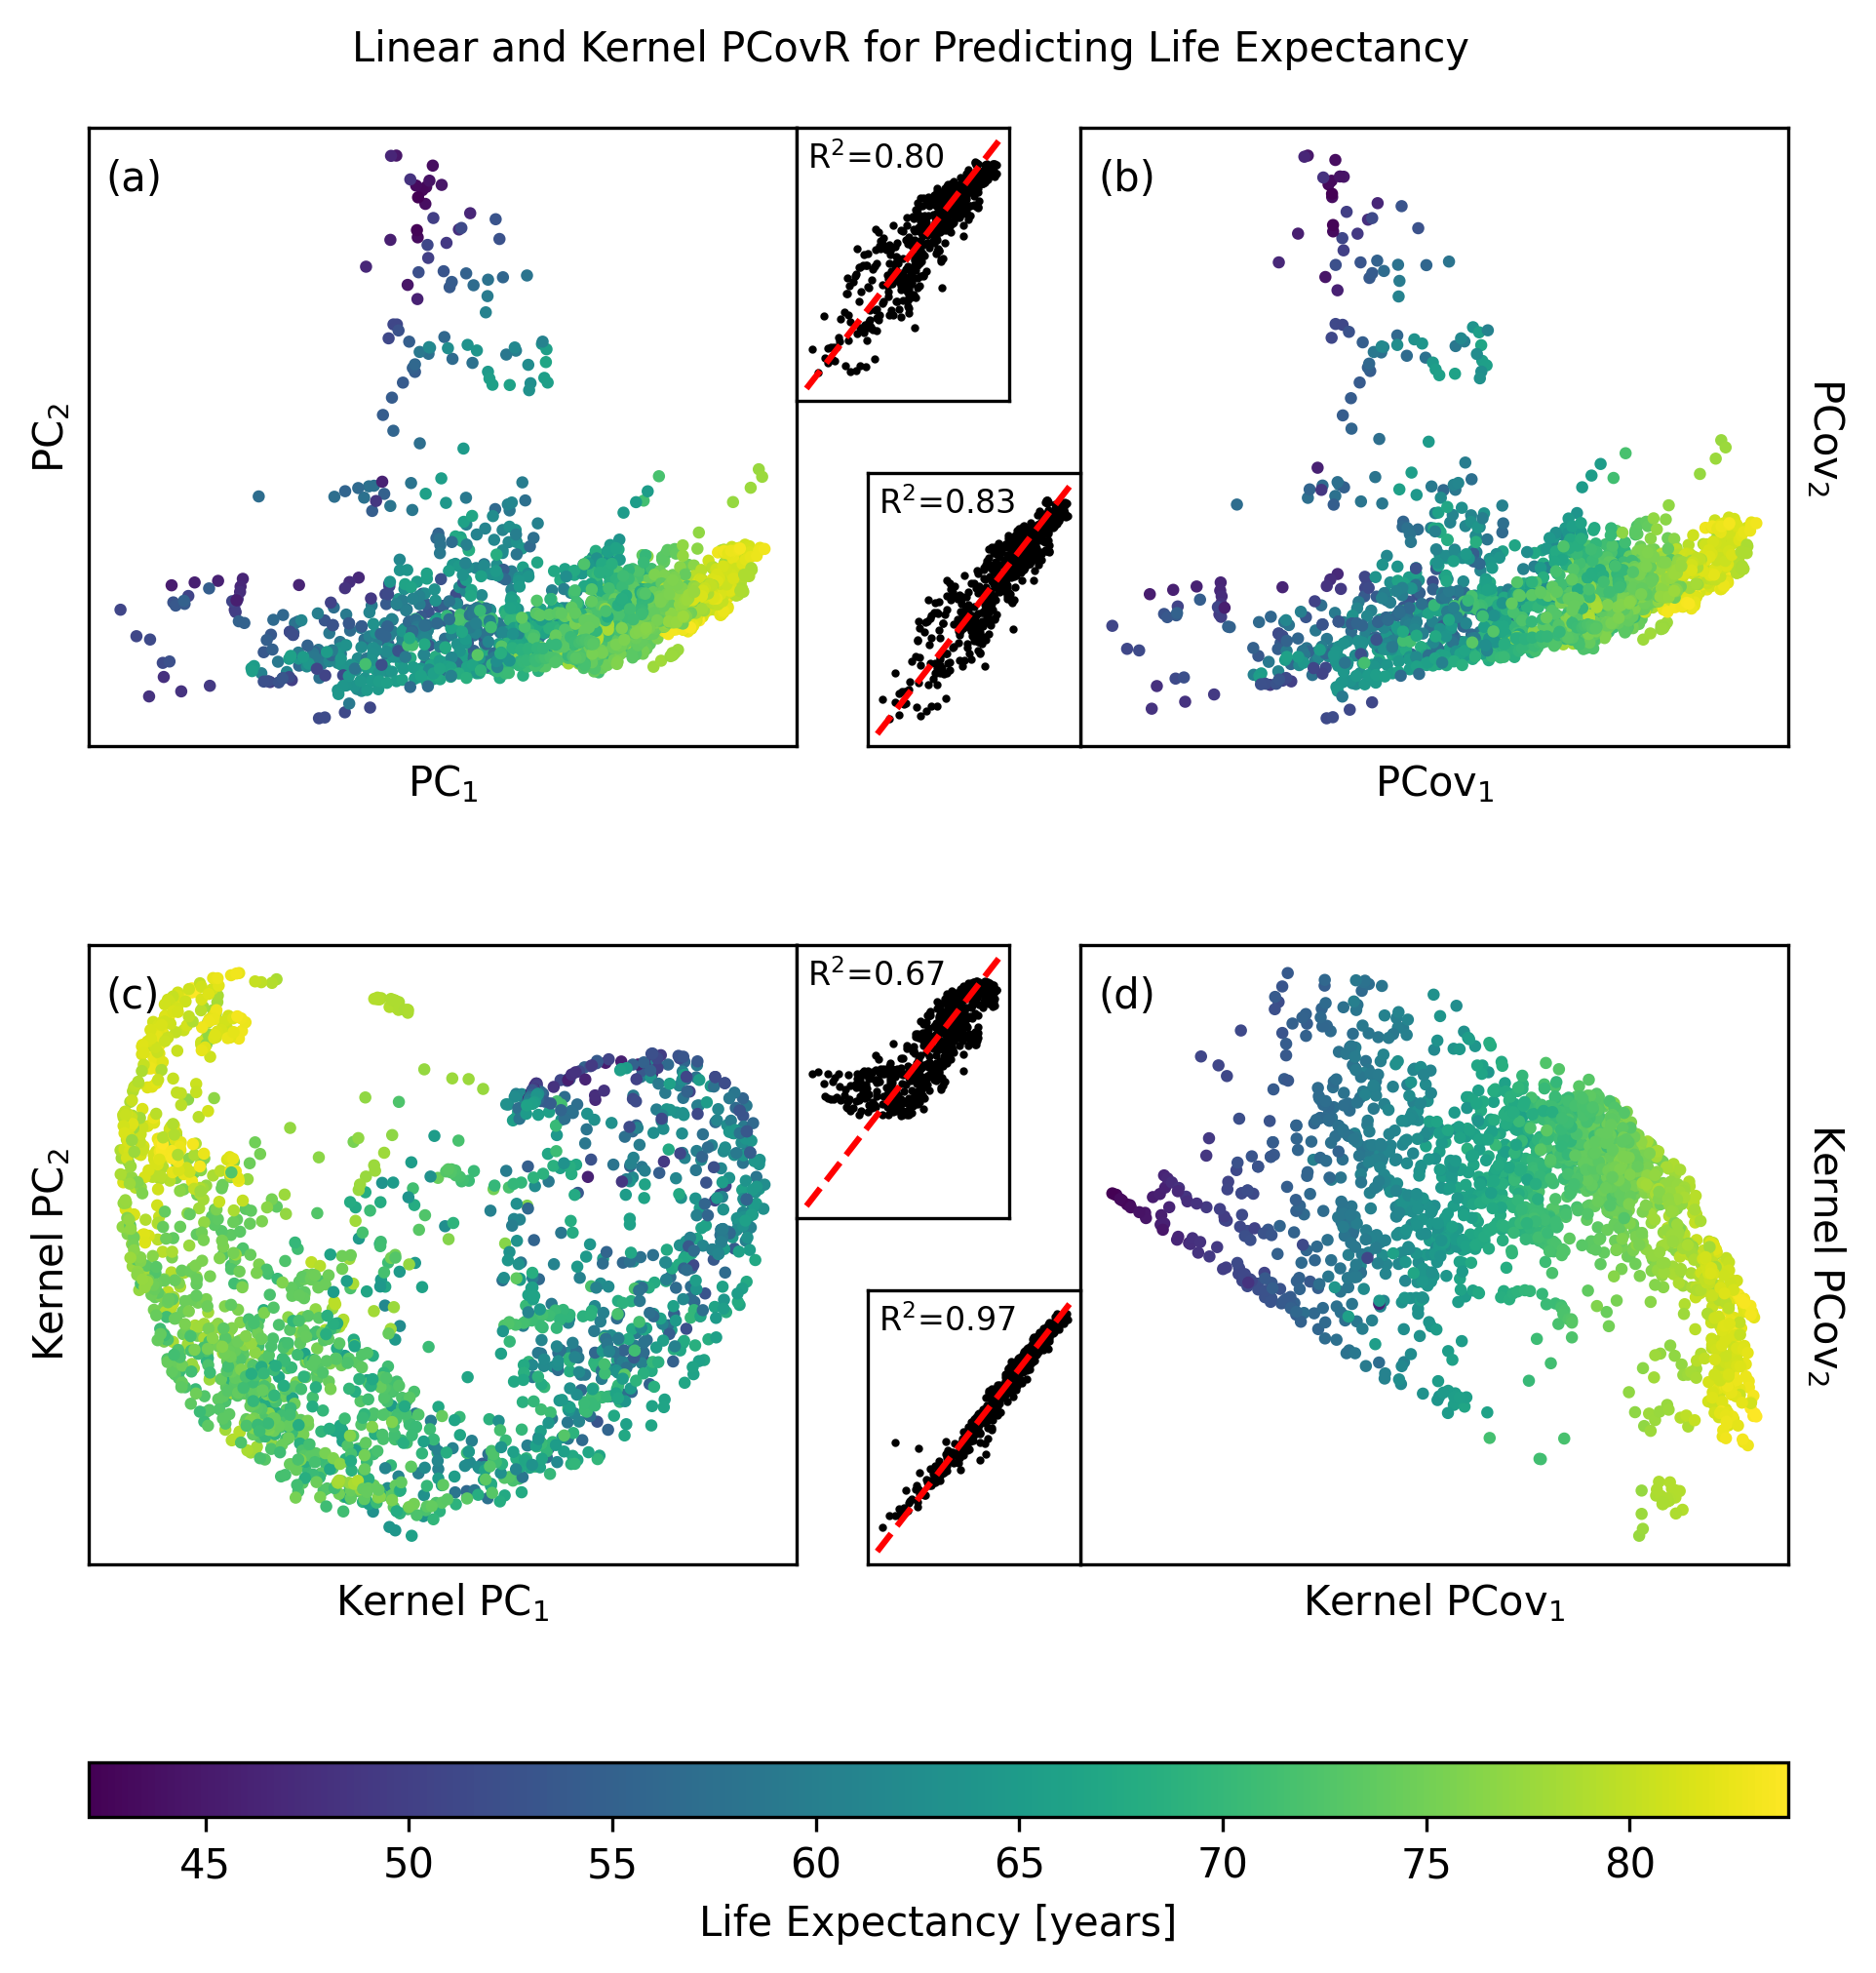 Linear and Kernel PCovR for Predicting Life Expectancy
(a)
R²=0.80
(b)
PC₂
PCov₂
R²=0.83
PC₁
PCov₁
(c)
R²=0.67
(d)
Kernel PC₂
Kernel PCov₂
R²=0.97
Kernel PC₁
Kernel PCov₁
45 50 55 60 65 70 75 80
Life Expectancy [years]